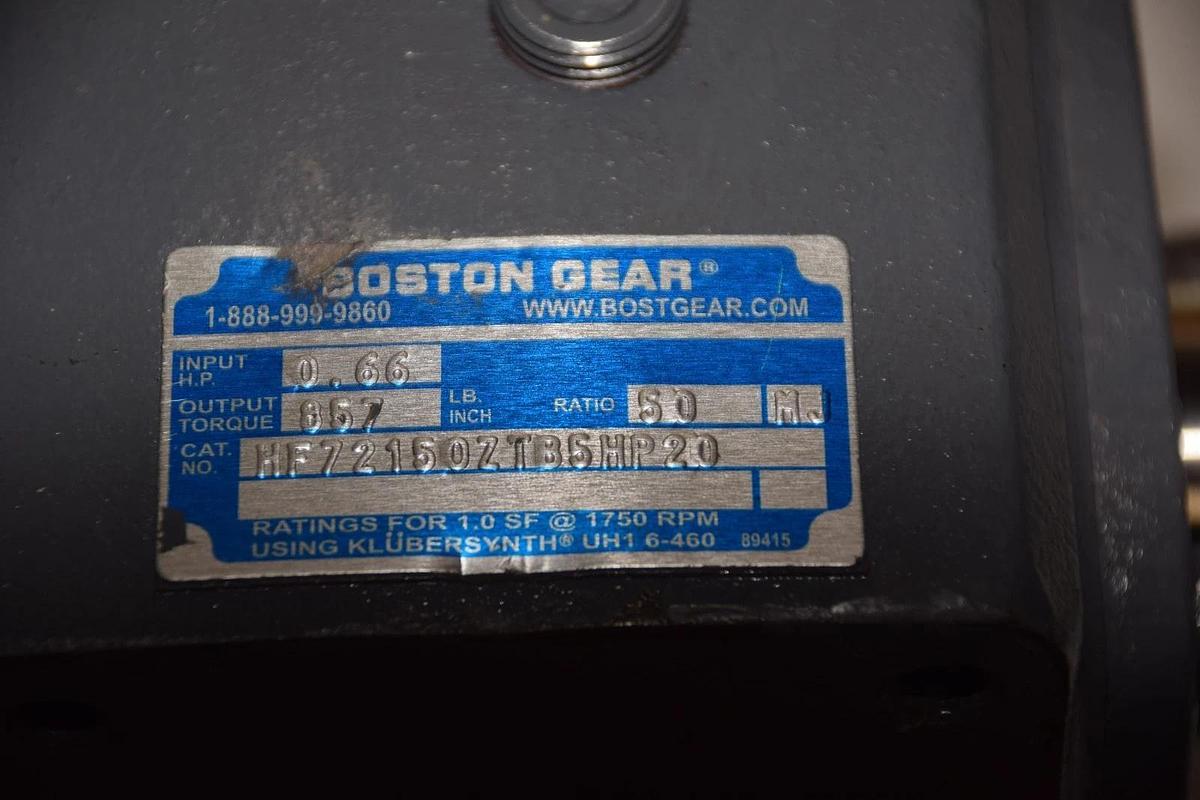 BOSTON GEAR®
1-888-999-9860 WWW.BOSTGEAR.COM
INPUT H.P. 0.66
OUTPUT TORQUE 857 LB. INCH RATIO 50 MJ
CAT. NO. HF72150ZTB5HP20
RATINGS FOR 1.0 SF @ 1750 RPM
USING KLÜBERSYNTH® UH1 6-460 89415